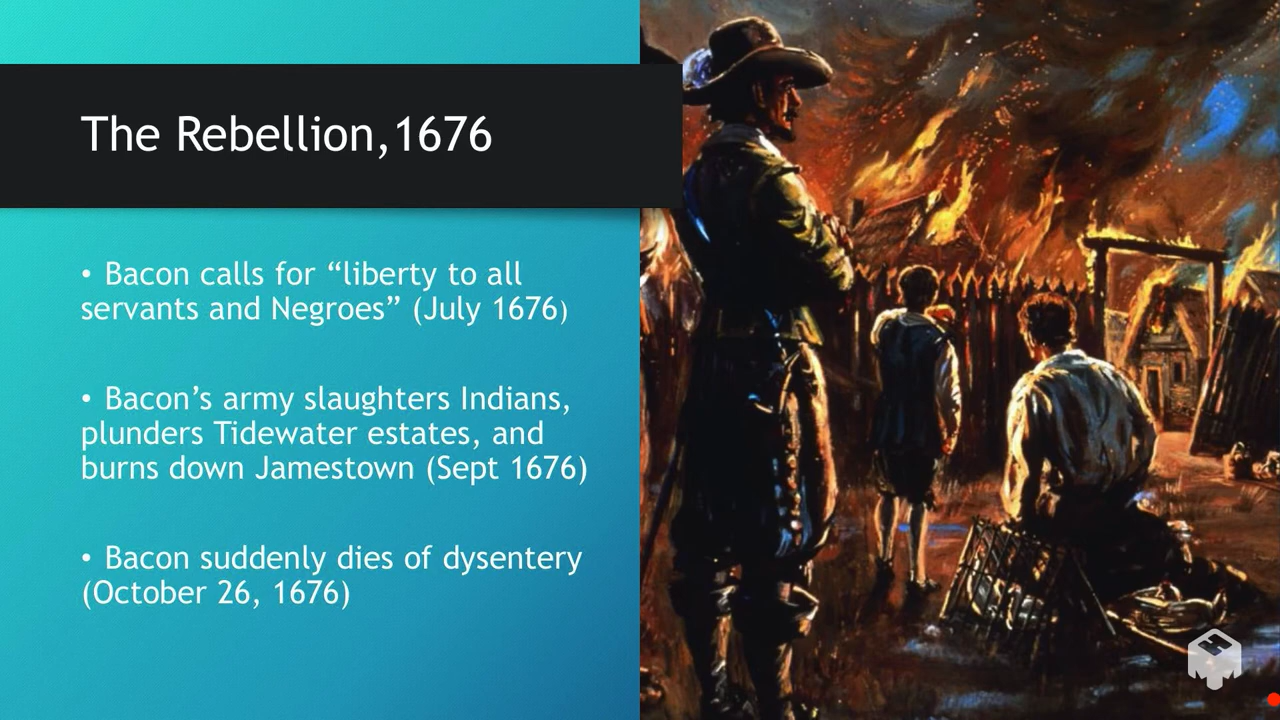 The Rebellion,1676
• Bacon calls for “liberty to all
servants and Negroes” (July 1676)
• Bacon’s army slaughters Indians,
plunders Tidewater estates, and
burns down Jamestown (Sept 1676)
• Bacon suddenly dies of dysentery
(October 26, 1676)